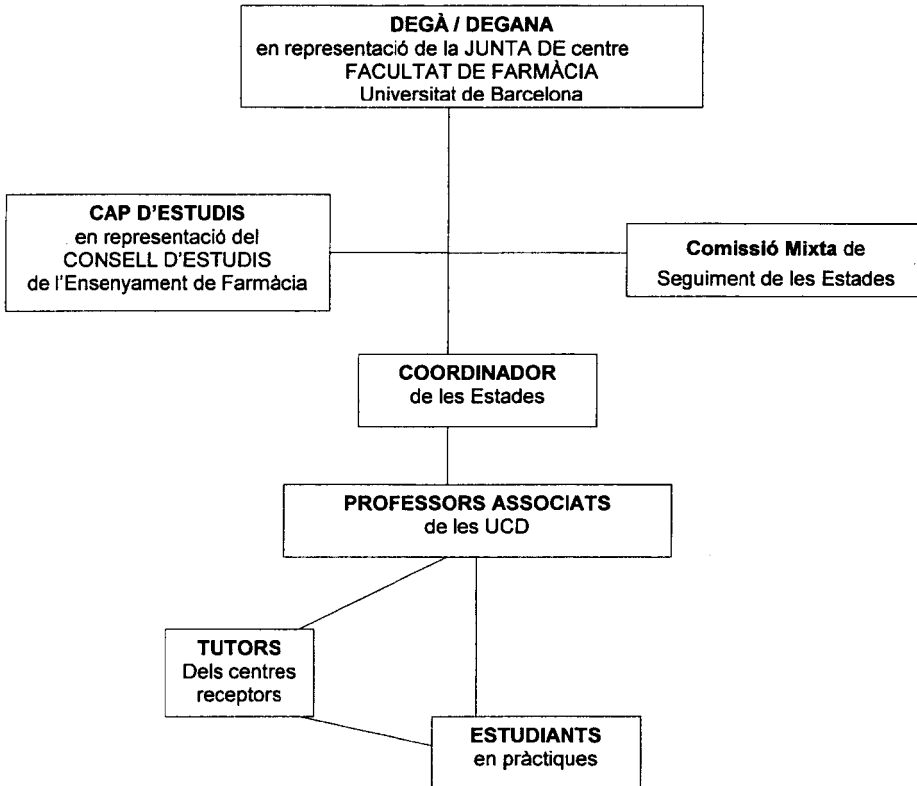 DEGÀ / DEGANA
en representació de la JUNTA DE centre
FACULTAT DE FARMÀCIA
Universitat de Barcelona
CAP D'ESTUDIS
en representació del
CONSELL D'ESTUDIS
de l'Ensenyament de Farmàcia
Comissió Mixta de
Seguiment de les Estades
COORDINADOR
de les Estades
PROFESSORS ASSOCIATS
de les UCD
TUTORS
Dels centres
receptors
ESTUDIANTS
en pràctiques